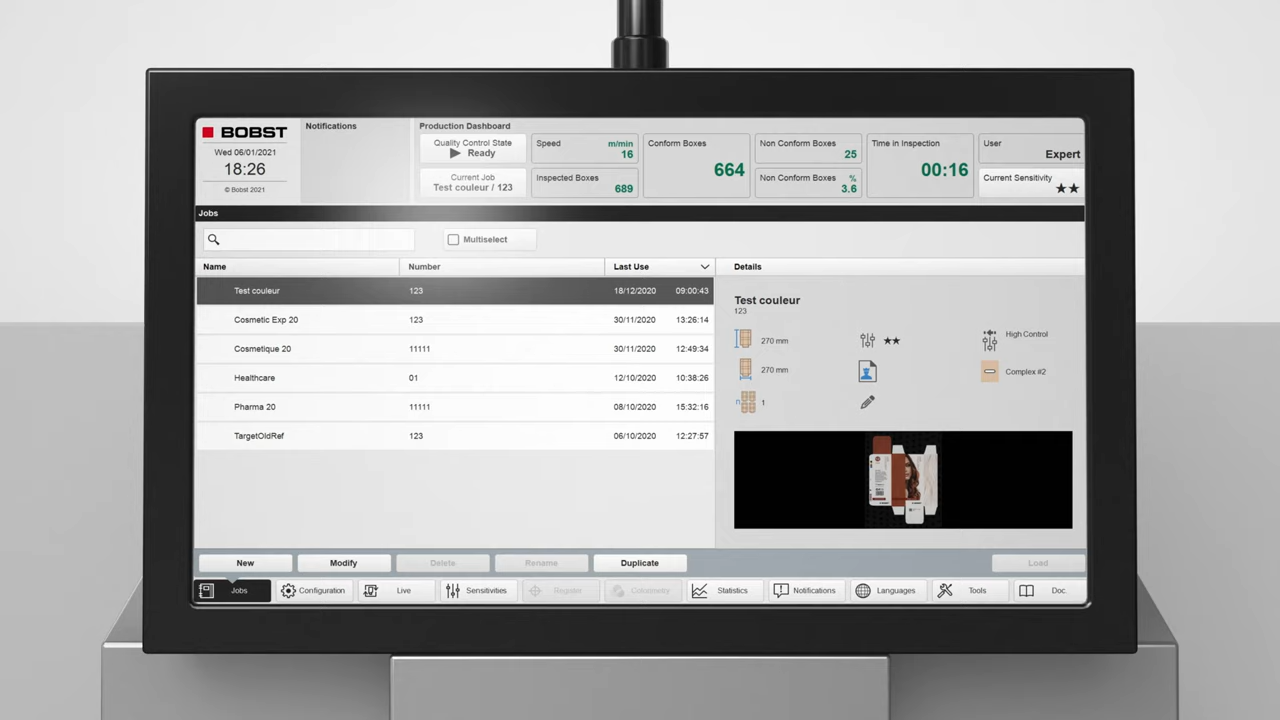 BOBST
Wed 06/01/2021
18:26
© Bobst 2021
Notifications
Production Dashboard
Quality Control State
Ready
Current Job
Test couleur / 123
Speed m/min
16
Inspected Boxes
689
Conform Boxes
664
Non Conform Boxes
25
Non Conform Boxes %
3.6
Time in Inspection
00:16
User
Expert
Current Sensitivity
★★
Jobs
Multiselect
Name Number Last Use Details
Test couleur 123 18/12/2020 09:00:43
Cosmetic Exp 20 123 30/11/2020 13:26:14
Cosmetique 20 11111 30/11/2020 12:49:34
Healthcare 01 12/10/2020 10:38:26
Pharma 20 11111 08/10/2020 15:32:16
TargetOldRef 123 06/10/2020 12:27:57
Test couleur
123
270 mm ★★ High Control
270 mm Complex #2
n 1
New Modify Delete Rename Duplicate Load
Jobs Configuration Live Sensitivities Register Colorimetry Statistics Notifications Languages Tools Doc.